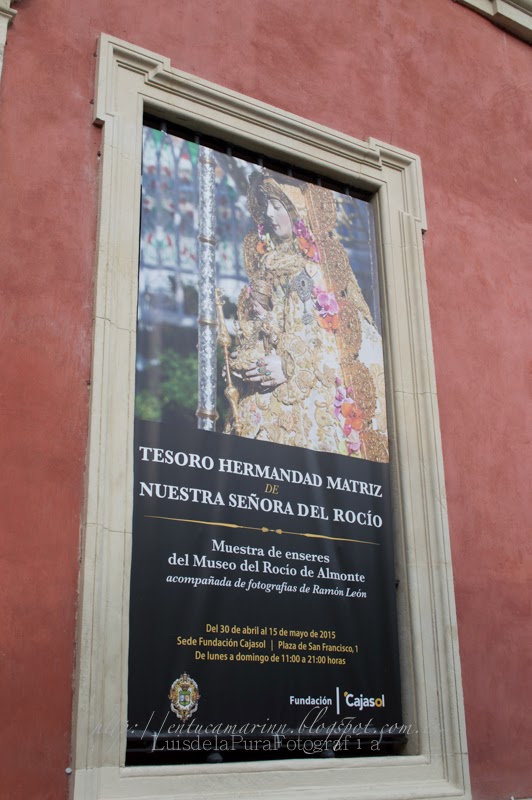 TESORO HERMANDAD MATRIZ
DE
NUESTRA SEÑORA DEL ROCÍO
Muestra de enseres
del Museo del Rocío de Almonte
acompañada de fotografías de Ramón León
Del 30 de abril al 15 de mayo de 2015
Sede Fundación Cajasol | Plaza de San Francisco, 1
De lunes a domingo de 11:00 a 21:00 horas
Fundación | Cajasol
http://entucamarinn.blogspot.com.es
LuisdelaPuraFotografía